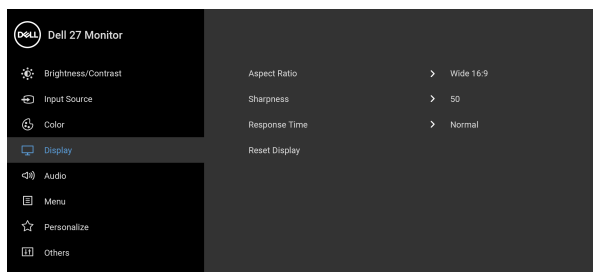 DELL Dell 27 Monitor
Brightness/Contrast
Input Source
Color
Display
Audio
Menu
Personalize
Others
Aspect Ratio > Wide 16:9
Sharpness > 50
Response Time > Normal
Reset Display